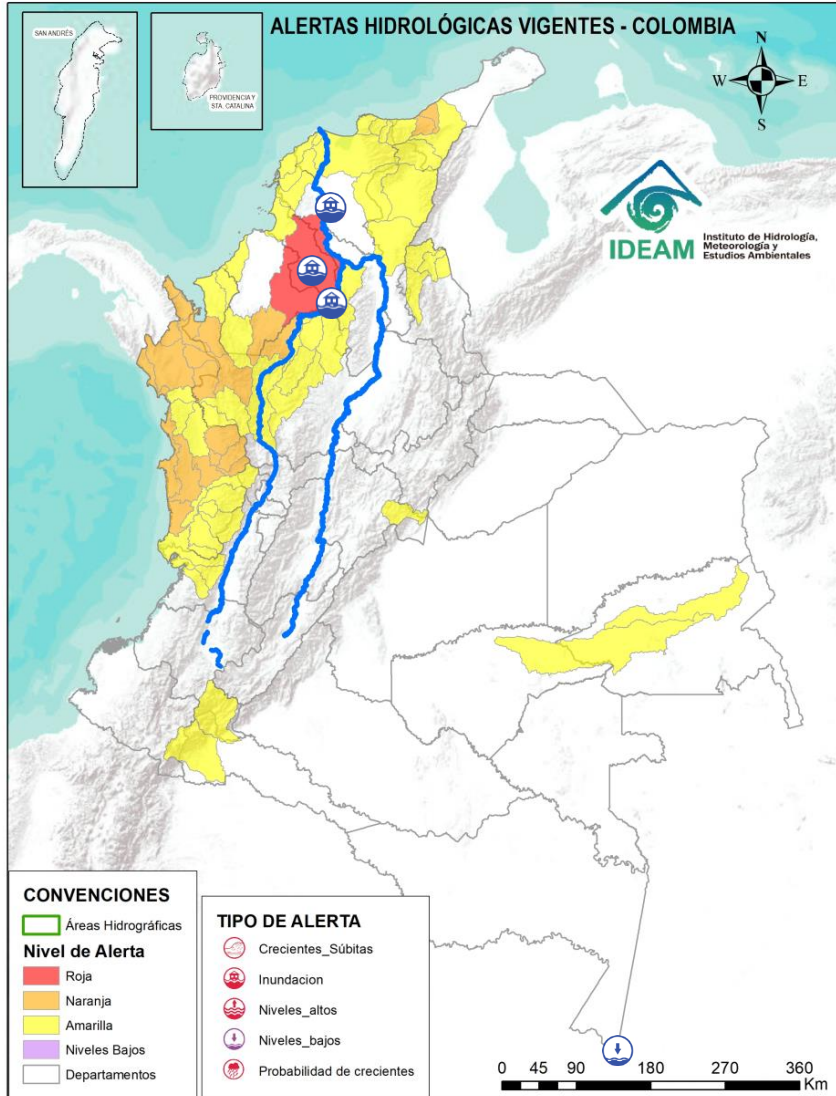 ALERTAS HIDROLÓGICAS VIGENTES - COLOMBIA
SAN ANDRÉS
PROVIDENCIA Y
STA. CATALINA
N
W
E
S
IDEAM
Instituto de Hidrología,
Meteorología y
Estudios Ambientales
CONVENCIONES
Áreas Hidrográficas
Nivel de Alerta
Roja
Naranja
Amarilla
Niveles Bajos
Departamentos
TIPO DE ALERTA
Crecientes_Súbitas
Inundacion
Niveles_altos
Niveles_bajos
Probabilidad de crecientes
0 45 90 180 270 360
Km